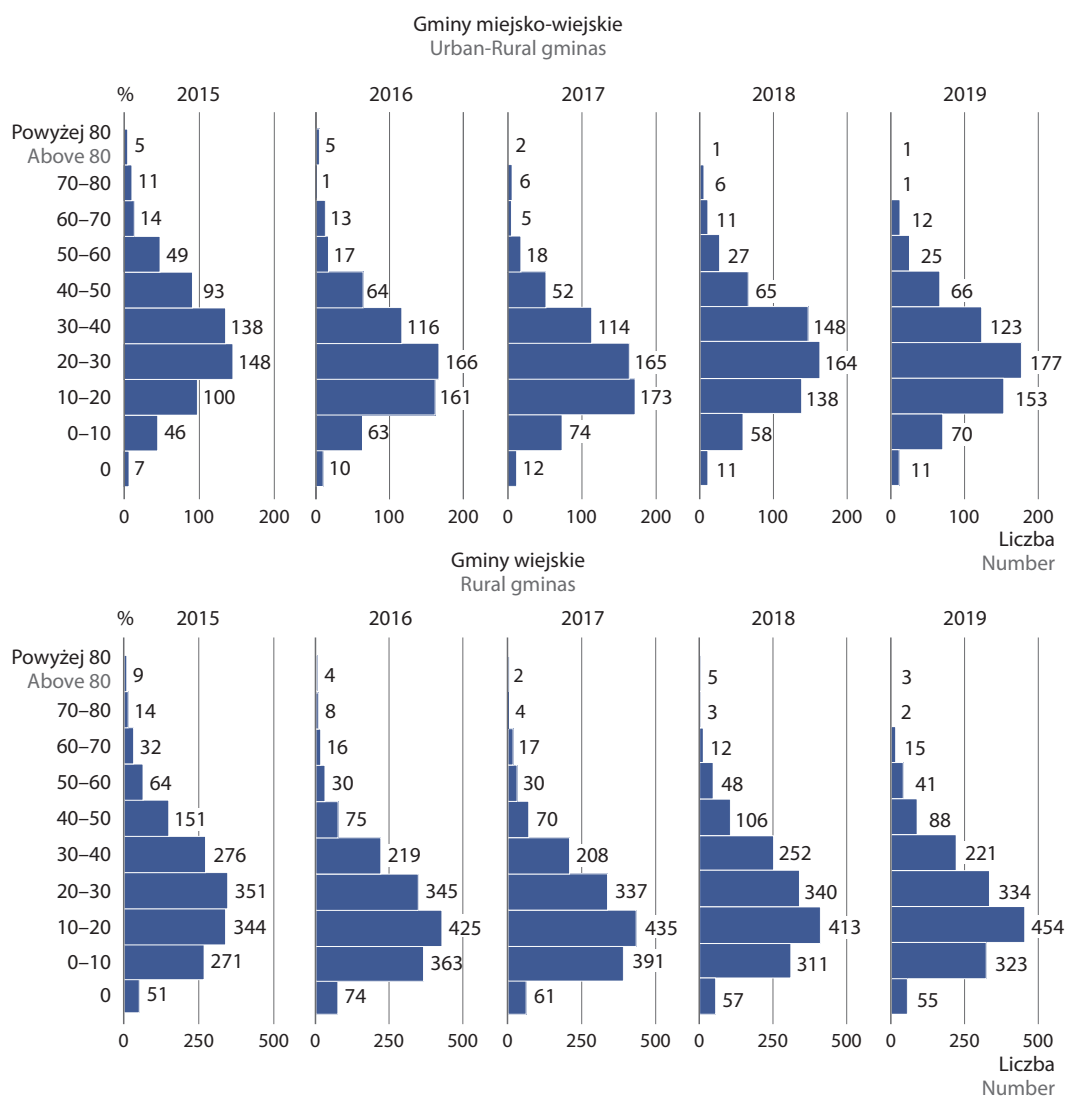 Gminy miejsko-wiejskie
Urban-Rural gminas
% 2015 2016 2017 2018 2019
Powyżej 80 5 5 2 1 1
Above 80
70–80 11 1 6 6 1
60–70 14 13 5 11 12
50–60 49 17 18 27 25
40–50 93 64 52 65 66
30–40 138 116 114 148 123
20–30 148 166 165 164 177
10–20 100 161 173 138 153
0–10 46 63 74 58 70
0 7 10 12 11 11
0 100 200 0 100 200 0 100 200 0 100 200 0 100 200
Liczba
Number
Gminy wiejskie
Rural gminas
% 2015 2016 2017 2018 2019
Powyżej 80 9 4 2 5 3
Above 80
70–80 14 8 4 3 2
60–70 32 16 17 12 15
50–60 64 30 30 48 41
40–50 151 75 70 106 88
30–40 276 219 208 252 221
20–30 351 345 337 340 334
10–20 344 425 435 413 454
0–10 271 363 391 311 323
0 51 74 61 57 55
0 250 500 0 250 500 0 250 500 0 250 500 0 250 500
Liczba
Number